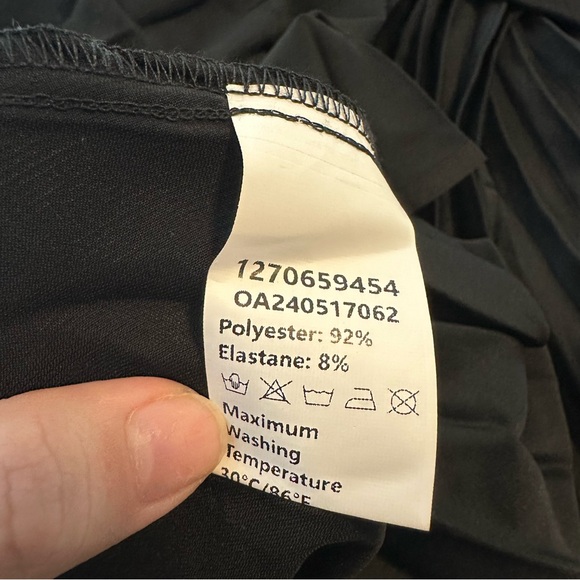 1270659454
OA240517062
Polyester: 92%
Elastane: 8%
Maximum
Washing
Temperature
30°C/86°F